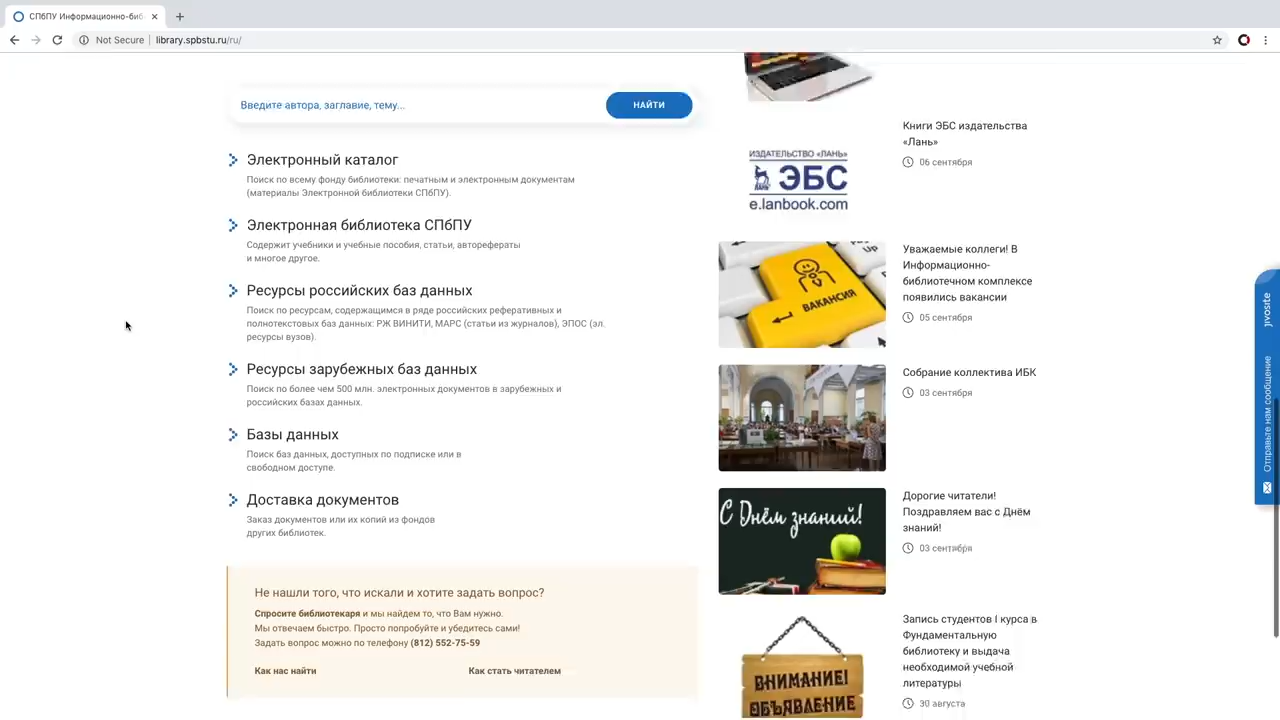 СПбПУ Информационно-биб
Not Secure
library.spbstu.ru/ru/
Введите автора, заглавие, тему...
НАЙТИ
Электронный каталог
Поиск по всему фонду библиотеки: печатным и электронным документам
(материалы Электронной библиотеки СПбПУ).
Электронная библиотека СПбПУ
Содержит учебники и учебные пособия, статьи, авторефераты
и многое другое.
Ресурсы российских баз данных
Поиск по ресурсам, содержащимся в ряде российских реферативных и
полнотекстовых баз данных: РЖ ВИНИТИ, МАРС (статьи из журналов), ЭПОС (эл.
ресурсы вузов).
Ресурсы зарубежных баз данных
Поиск по более чем 500 млн. электронных документов в зарубежных и
российских базах данных.
Базы данных
Поиск баз данных, доступных по подписке или в
свободном доступе.
Доставка документов
Заказ документов или их копий из фондов
других библиотек.
Не нашли того, что искали и хотите задать вопрос?
Спросите библиотекаря и мы найдем то, что Вам нужно.
Мы отвечаем быстро. Просто попробуйте и убедитесь сами!
Задать вопрос можно по телефону (812) 552-75-59
Как нас найти
Как стать читателем
Книги ЭБС издательства
«Лань»
06 сентября
ИЗДАТЕЛЬСТВО «ЛАНЬ»
ЭБС
e.lanbook.com
Уважаемые коллеги! В
Информационно-
библиотечном комплексе
появились вакансии
05 сентября
Up
ВАКАНСИЯ
Собрание коллектива ИБК
03 сентября
С Днём знаний!
Дорогие читатели!
Поздравляем вас с Днём
знаний!
03 сентября
ВНИМАНИЕ!
ОБЪЯВЛЕНИЕ
Запись студентов I курса в
Фундаментальную
библиотеку и выдача
необходимой учебной
литературы
30 августа
jivosite
Отправьте нам сообщение